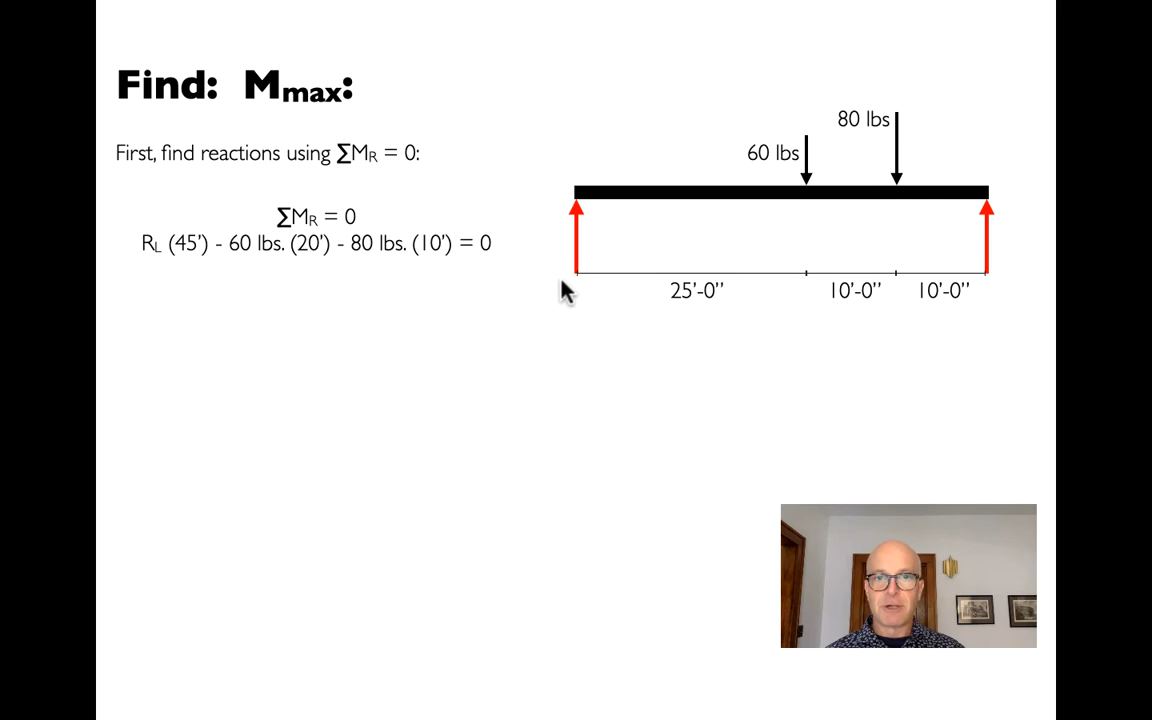 Find: Mmax:
First, find reactions using ∑MR = 0:
∑MR = 0
RL (45’) - 60 lbs. (20’) - 80 lbs. (10’) = 0
80 lbs
60 lbs
25’-0”
10’-0”
10’-0”